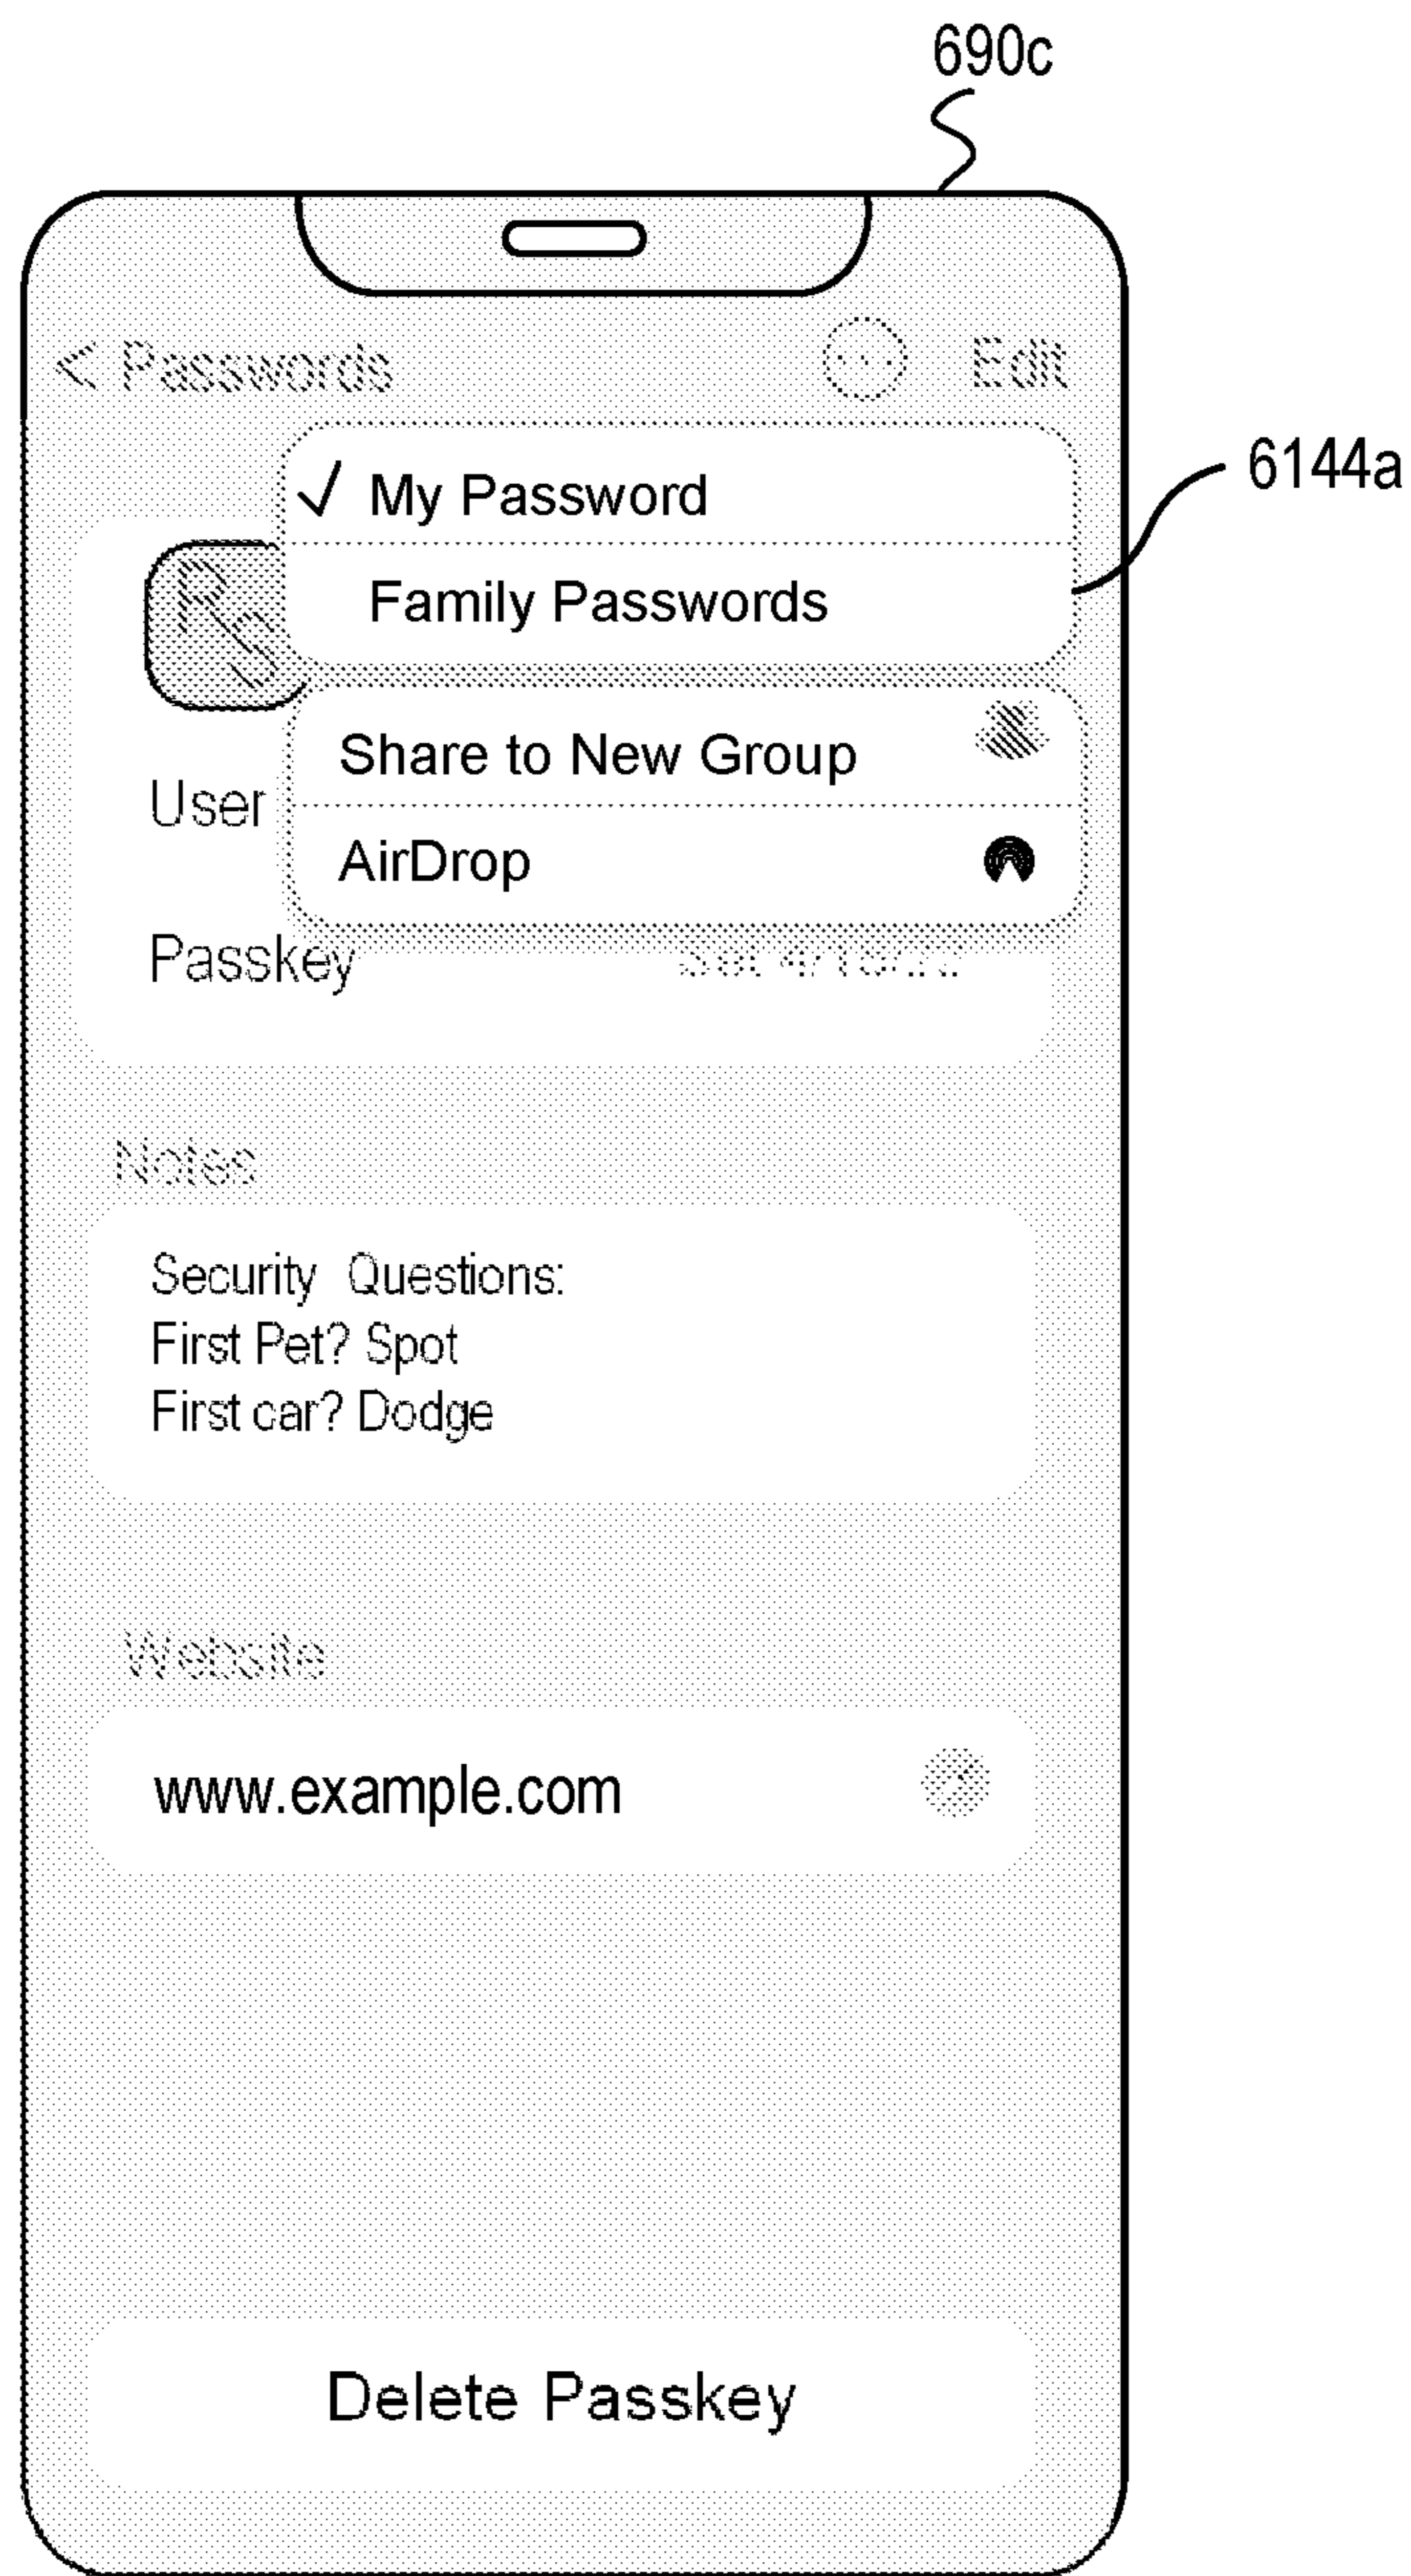 690c
< Passwords ... Edit
6144a
✓ My Password
Family Passwords
RS
Share to New Group
User
AirDrop
Passkey
Notes
Security Questions:
First Pet? Spot
First car? Dodge
Website
www.example.com
Delete Passkey